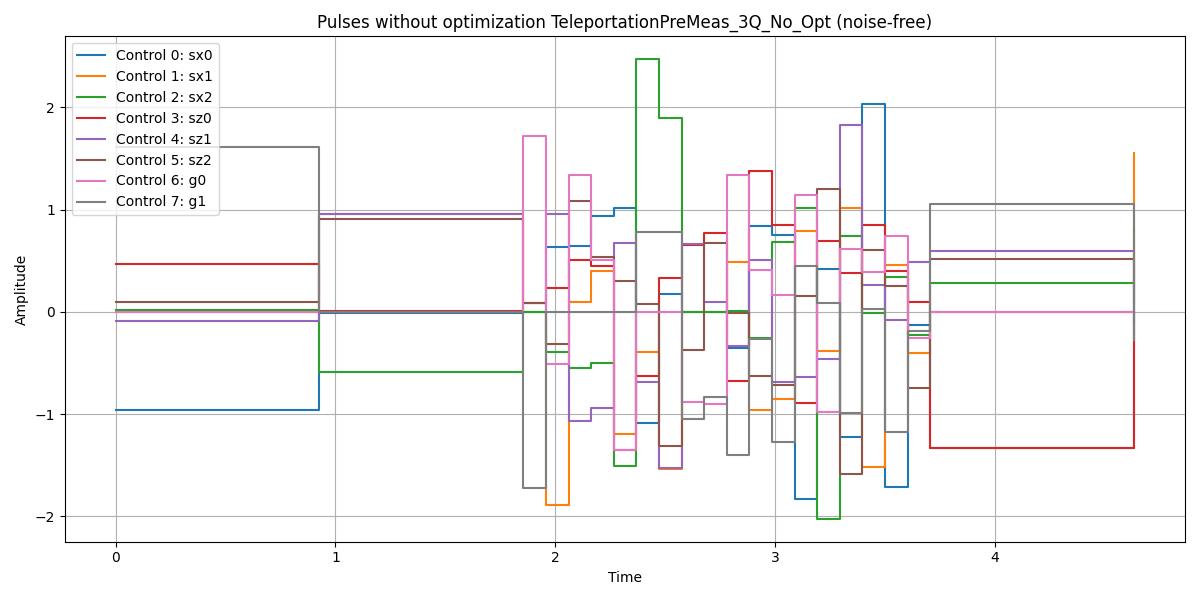 Pulses without optimization TeleportationPreMeas_3Q_No_Opt (noise-free)
Control 0: sx0
Control 1: sx1
Control 2: sx2
Control 3: sz0
Control 4: sz1
Control 5: sz2
Control 6: g0
Control 7: g1
Amplitude
2
1
0
−1
−2
0
1
2
3
4
Time